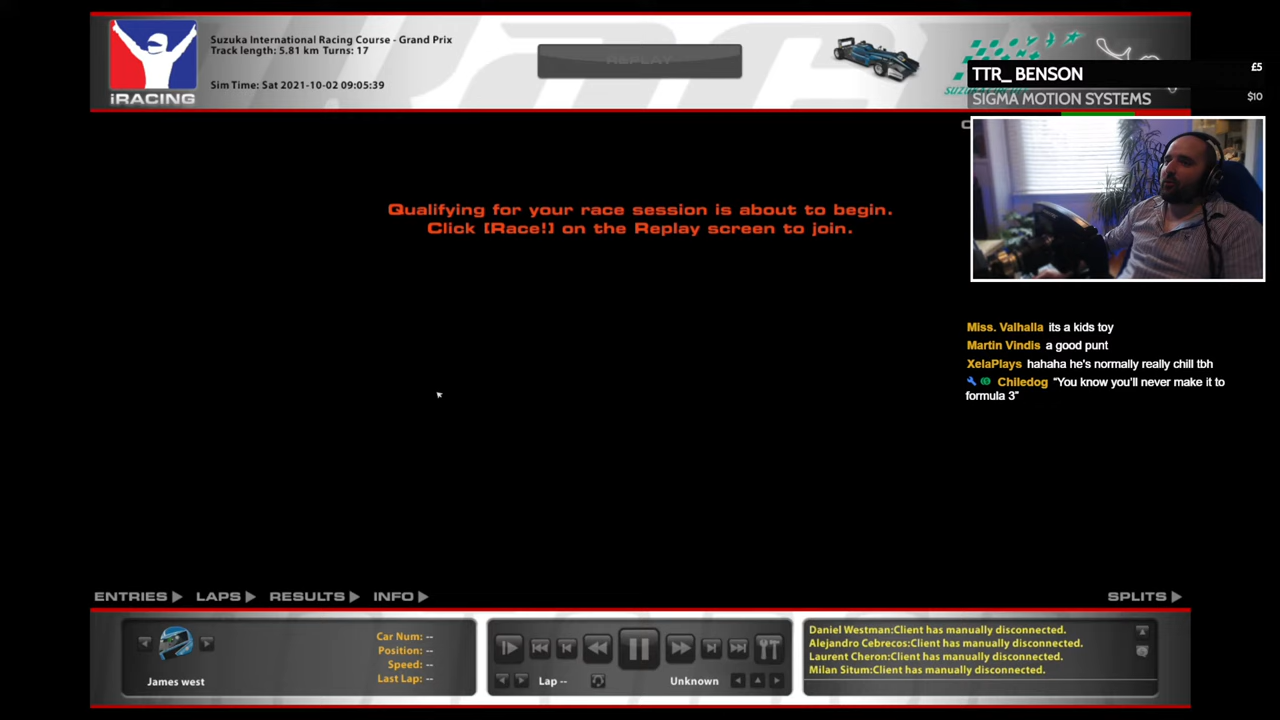 iRACING
Suzuka International Racing Course - Grand Prix
Track length: 5.81 km Turns: 17
Sim Time: Sat 2021-10-02 09:05:39
REPLAY
TTR_ BENSON £5
SIGMA MOTION SYSTEMS $10
Qualifying for your race session is about to begin.
Click [Race!] on the Replay screen to join.
Miss. Valhalla its a kids toy
Martin Vindis a good punt
XelaPlays hahaha he's normally really chill tbh
Chiledog “You know you'll never make it to
formula 3”
ENTRIES LAPS RESULTS INFO SPLITS
Car Num: --
Position: --
Speed: --
Last Lap: --
James west
Lap -- Unknown
Daniel Westman:Client has manually disconnected.
Alejandro Cebrecos:Client has manually disconnected.
Laurent Cheron:Client has manually disconnected.
Milan Situm:Client has manually disconnected.